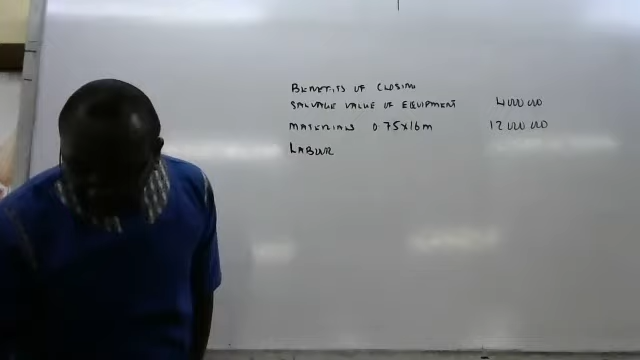 BENEFITS OF CLOSING
SALVAGE VALUE OF EQUIPMENT 4000 000
MATERIALS 0.75x16m 12 000 000
LABOUR